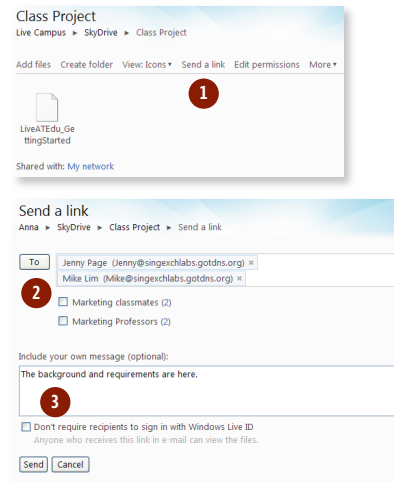 Class Project
Live Campus ▸ SkyDrive ▸ Class Project
Add files Create folder View: Icons ▾ Send a link Edit permissions More ▾
1
LiveATEdu_Ge
ttingStarted
Shared with: My network
Send a link
Anna ▸ SkyDrive ▸ Class Project ▸ Send a link
To Jenny Page (Jenny@singexchlabs.gotdns.org) ×
Mike Lim (Mike@singexchlabs.gotdns.org) ×
2
Marketing classmates (2)
Marketing Professors (2)
Include your own message (optional):
The background and requirements are here.
3
Don't require recipients to sign in with Windows Live ID
Anyone who receives this link in e-mail can view the files.
Send Cancel